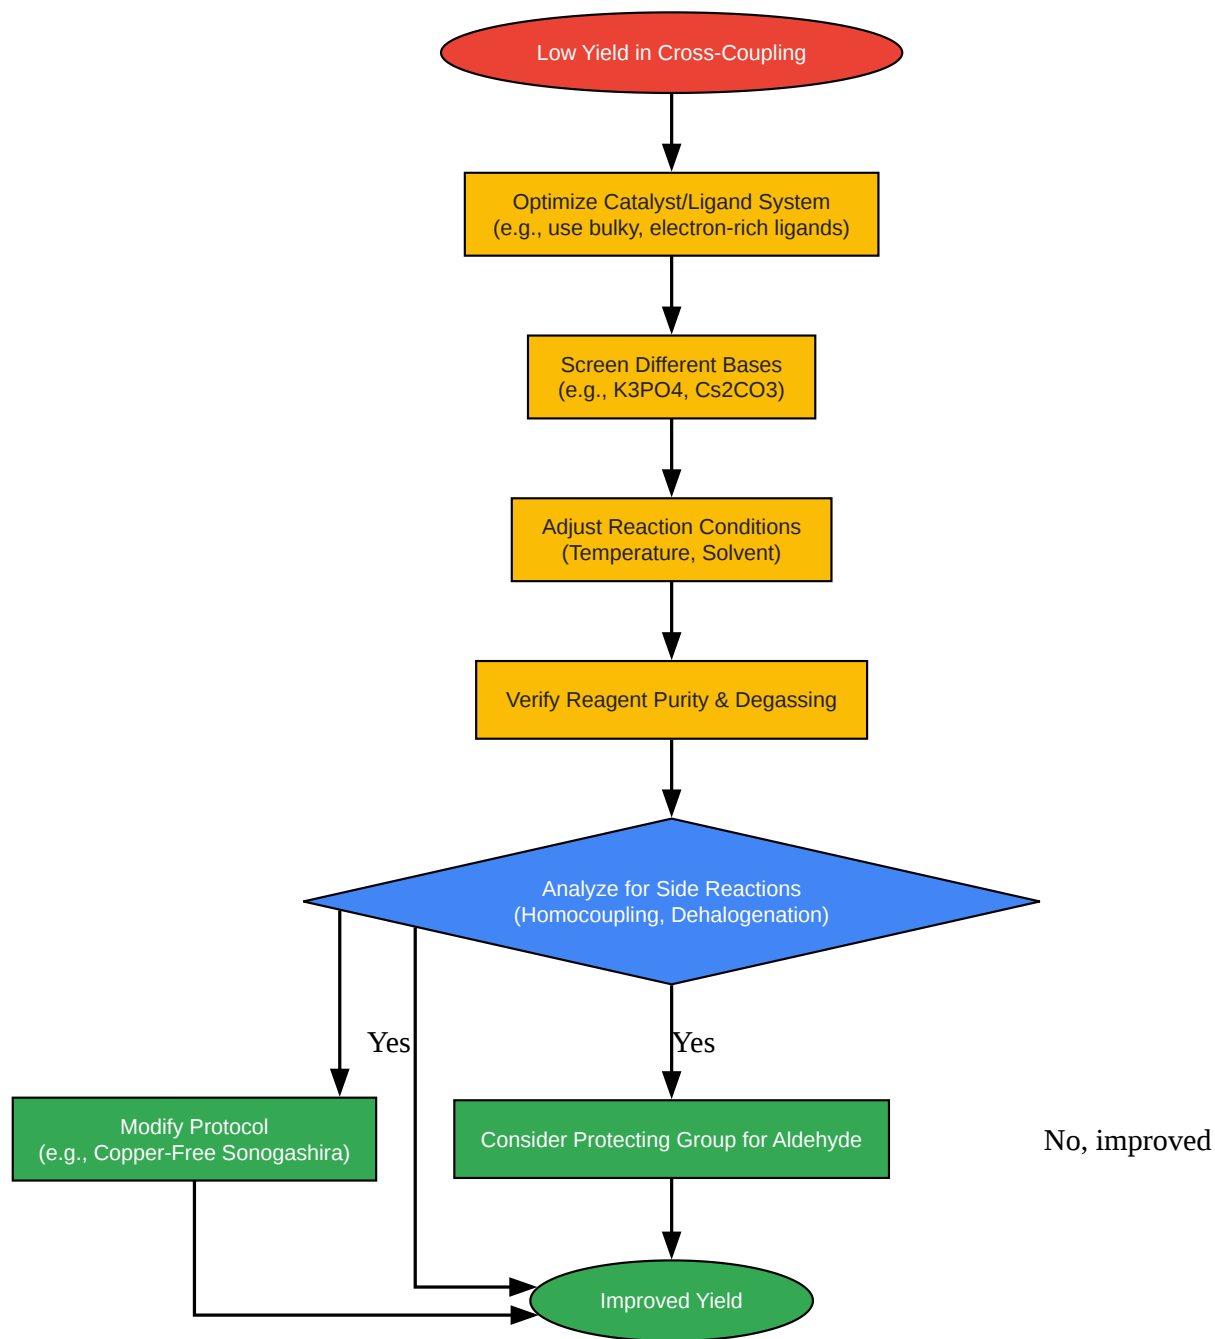 Low Yield in Cross-Coupling
Optimize Catalyst/Ligand System
(e.g., use bulky, electron-rich ligands)
Screen Different Bases
(e.g., K3PO4, Cs2CO3)
Adjust Reaction Conditions
(Temperature, Solvent)
Verify Reagent Purity & Degassing
Analyze for Side Reactions
(Homocoupling, Dehalogenation)
Yes
Yes
Modify Protocol
(e.g., Copper-Free Sonogashira)
Consider Protecting Group for Aldehyde
No, improved
Improved Yield